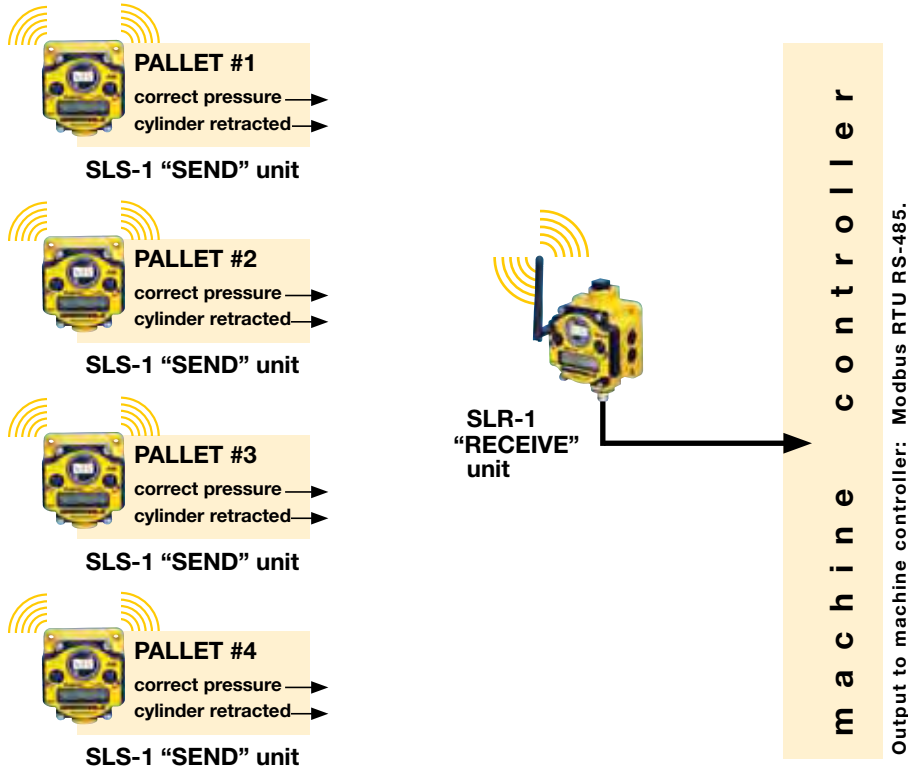 PALLET #1
correct pressure
cylinder retracted
SLS-1 “SEND” unit
PALLET #2
correct pressure
cylinder retracted
SLS-1 “SEND” unit
PALLET #3
correct pressure
cylinder retracted
SLS-1 “SEND” unit
PALLET #4
correct pressure
cylinder retracted
SLS-1 “SEND” unit
SLR-1
“RECEIVE”
unit
machine controller
Output to machine controller: Modbus RTU RS-485.